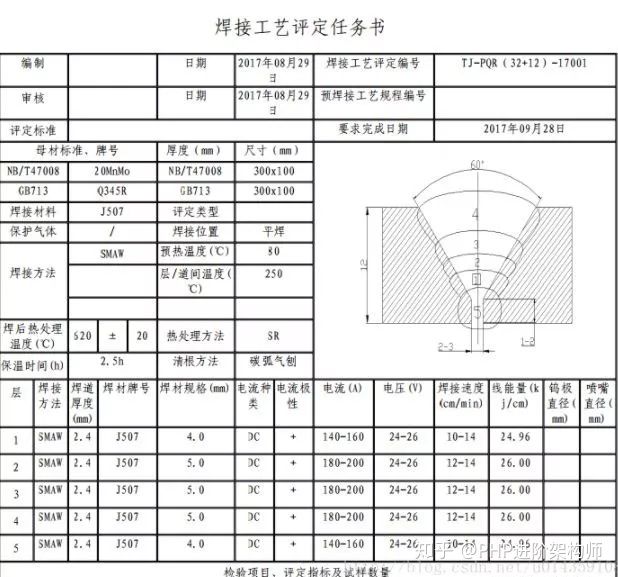 焊接工艺评定任务书
编制 日期 2017年08月29日 焊接工艺评定编号 TJ-PQR(32+12)-17001
审核 日期 2017年08月29日 预焊接工艺规程编号
评定标准 要求完成日期 2017年09月28日
母材标准、牌号 厚度(mm) 尺寸(mm)
NB/T47008 20MnMo NB/T47008 300x100
GB713 Q345R GB713 300x100
焊接材料 J507 评定类型
保护气体 / 焊接位置 平焊
焊接方法 SMAW 预热温度(℃) 80
层/道间温度(℃) 250
焊后热处理温度(℃) 620 ± 20 热处理方法 SR
保温时间(h) 2.5h 清根方法 碳弧气刨
60°
4
3
2
1
5
12
2-3
1-2
层 焊接方法 焊道厚度(mm) 焊材牌号 焊材规格(mm) 电流种类 电流极性 电流(A) 电压(V) 焊接速度(cm/min) 线能量(kj/cm) 钨极直径(mm) 喷嘴直径(mm)
1 SMAW 2.4 J507 4.0 DC + 140-160 24-26 10-14 24.96
2 SMAW 2.4 J507 5.0 DC + 180-200 24-26 12-14 26.00
3 SMAW 2.4 J507 5.0 DC + 180-200 24-26 12-14 26.00
4 SMAW 2.4 J507 5.0 DC + 180-200 24-26 12-14 26.00
5 SMAW 2.4 J507 4.0 DC + 140-160 24-26 10-14 24.96
检验项目、评定指标及试样数量
知乎 @PHP进阶架构师